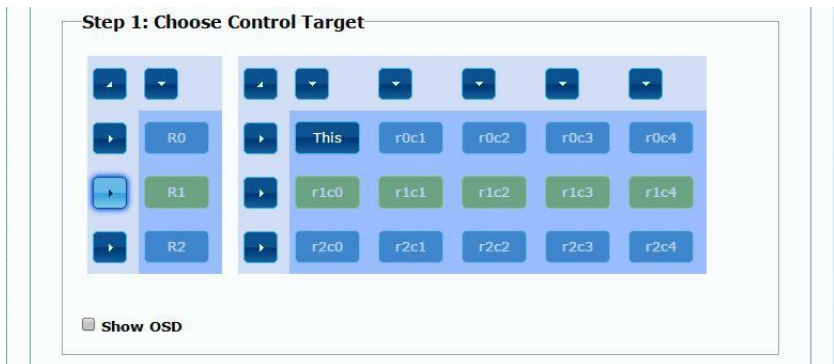 Step 1: Choose Control Target
R0 This r0c1 r0c2 r0c3 r0c4
R1 r1c0 r1c1 r1c2 r1c3 r1c4
R2 r2c0 r2c1 r2c2 r2c3 r2c4
Show OSD